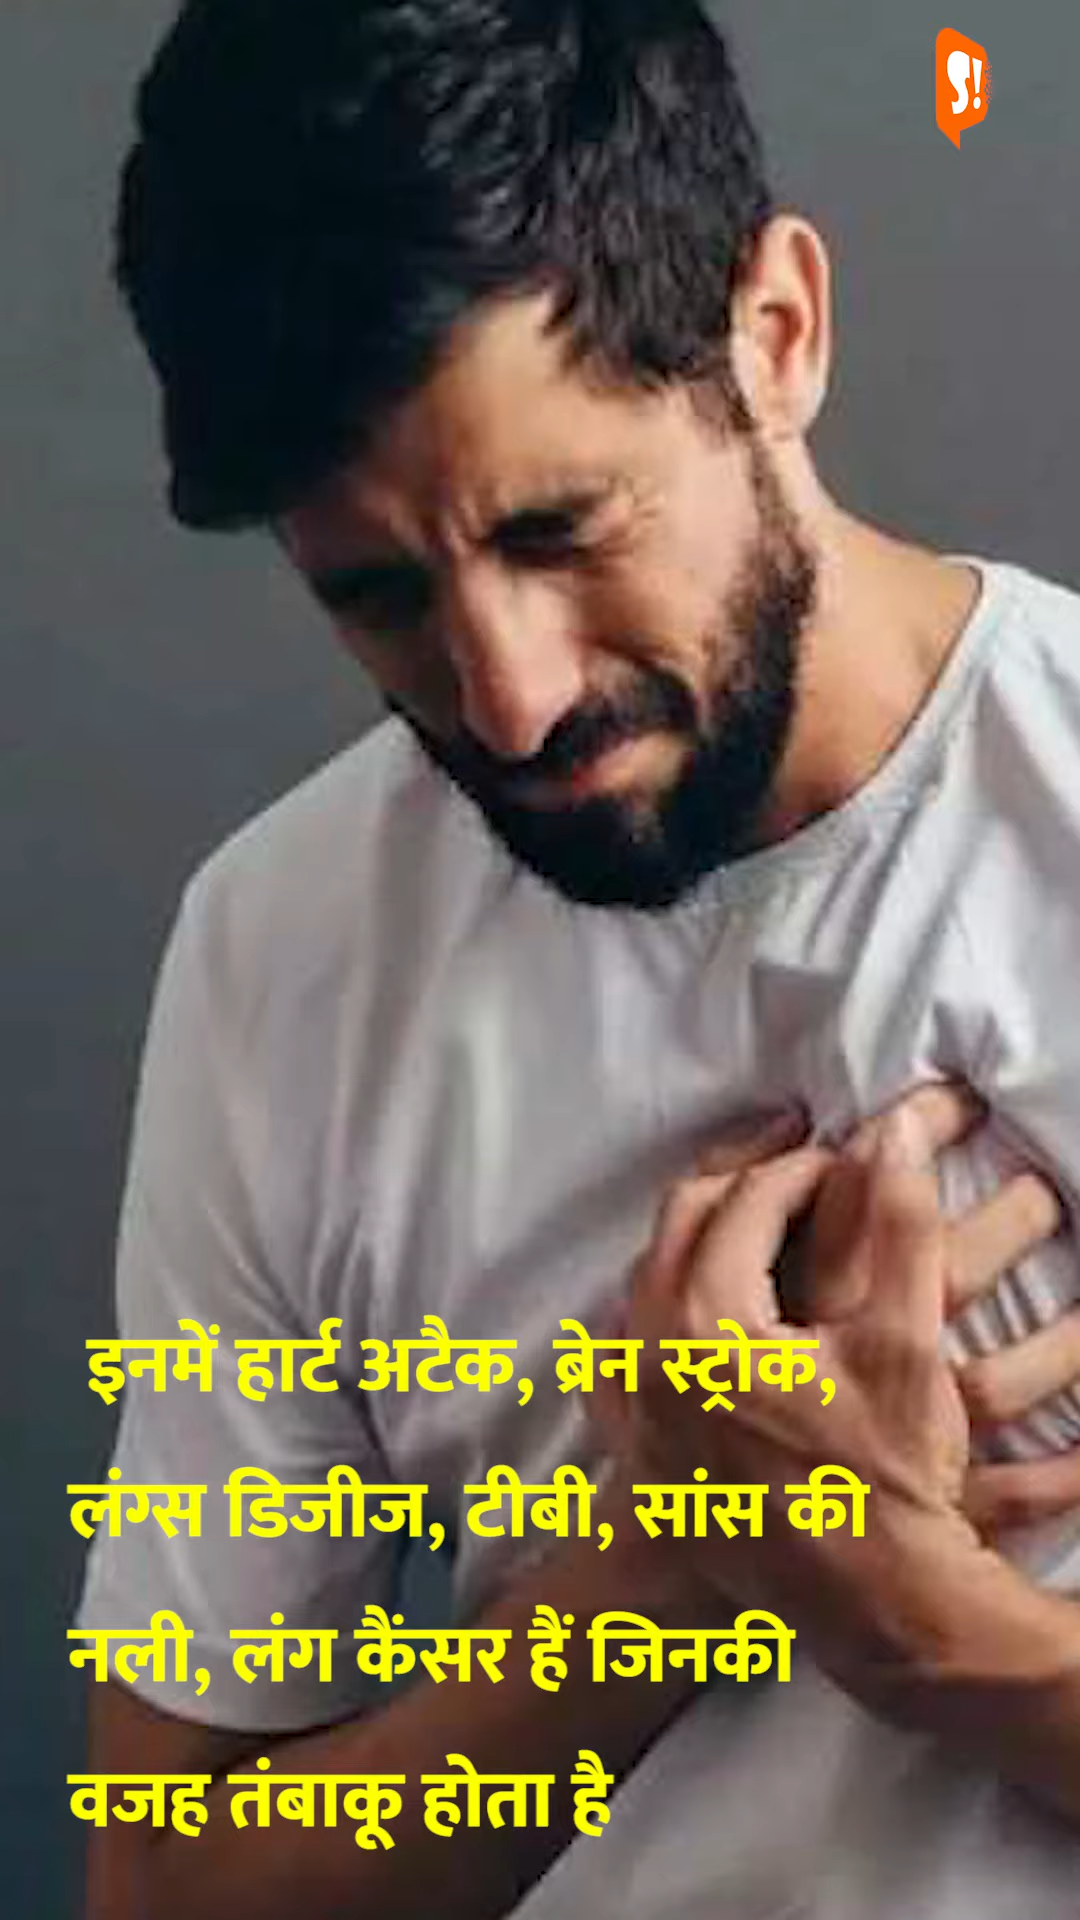 S!
इनमें हार्ट अटैक, ब्रेन स्ट्रोक,
लंग्स डिजीज, टीबी, सांस की
नली, लंग कैंसर हैं जिनकी
वजह तंबाकू होता है